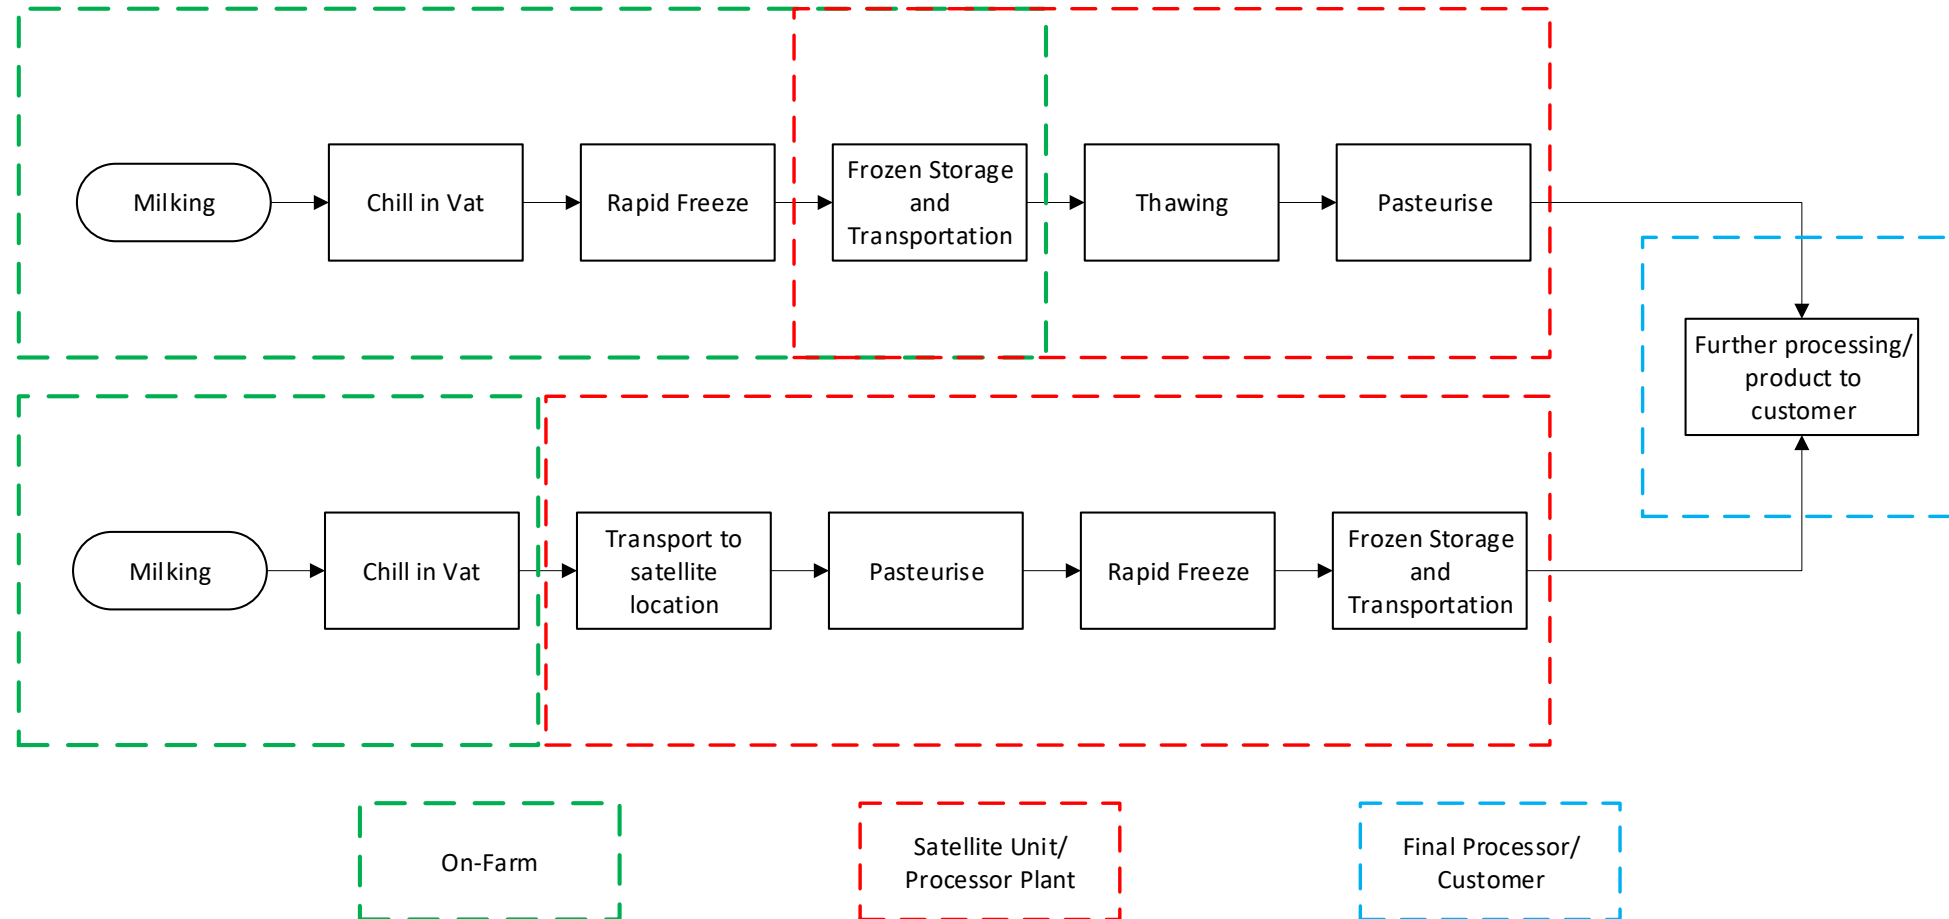 Milking
Chill in Vat
Rapid Freeze
Frozen Storage
and
Transportation
Thawing
Pasteurise
Further processing/
product to
customer
Milking
Chill in Vat
Transport to
satellite
location
Pasteurise
Rapid Freeze
Frozen Storage
and
Transportation
On-Farm
Satellite Unit/
Processor Plant
Final Processor/
Customer